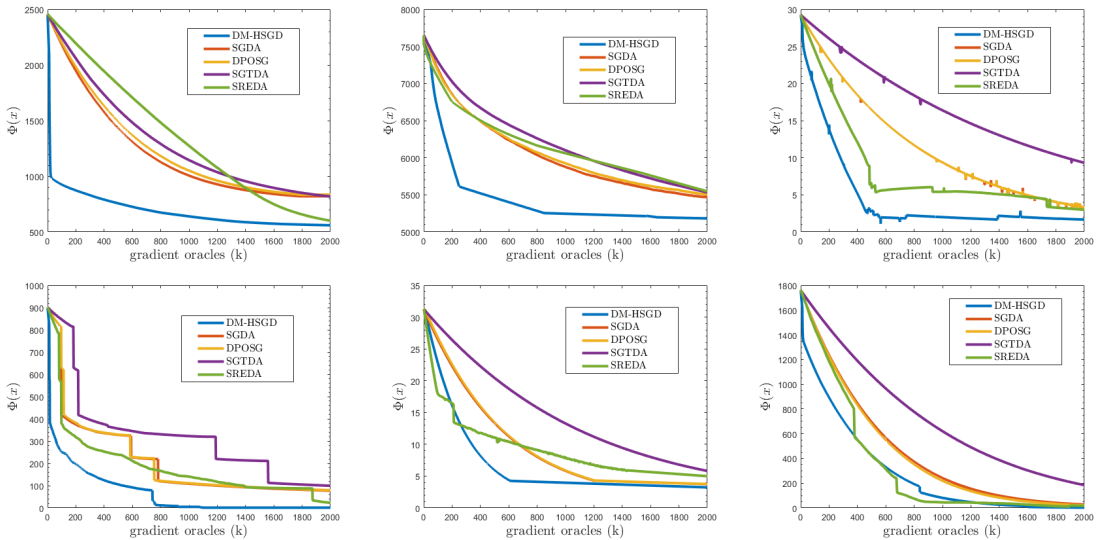 2500
2000
1500
1000
500
0 200 400 600 800 1000 1200 1400 1600 1800 2000
gradient oracles (k)
Φ(x)
DM-HSGD
SGDA
DPOSG
SGTDA
SREDA
8000
7500
7000
6500
6000
5500
5000
0 200 400 600 800 1000 1200 1400 1600 1800 2000
gradient oracles (k)
Φ(x)
DM-HSGD
SGDA
DPOSG
SGTDA
SREDA
30
25
20
15
10
5
0
0 200 400 600 800 1000 1200 1400 1600 1800 2000
gradient oracles (k)
Φ(x)
DM-HSGD
SGDA
DPOSG
SGTDA
SREDA
1000
900
800
700
600
500
400
300
200
100
0
0 200 400 600 800 1000 1200 1400 1600 1800 2000
gradient oracles (k)
Φ(x)
DM-HSGD
SGDA
DPOSG
SGTDA
SREDA
35
30
25
20
15
10
5
0
0 200 400 600 800 1000 1200 1400 1600 1800 2000
gradient oracles (k)
Φ(x)
DM-HSGD
SGDA
DPOSG
SGTDA
SREDA
1800
1600
1400
1200
1000
800
600
400
200
0
0 200 400 600 800 1000 1200 1400 1600 1800 2000
gradient oracles (k)
Φ(x)
DM-HSGD
SGDA
DPOSG
SGTDA
SREDA